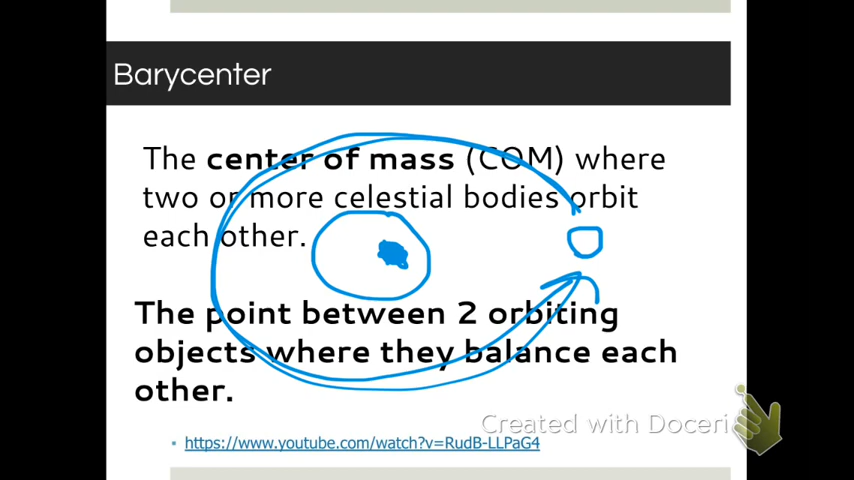 Barycenter
The center of mass (COM) where
two or more celestial bodies orbit
each other.
The point between 2 orbiting
objects where they balance each
other.
https://www.youtube.com/watch?v=RudB-LLPaG4
Created with Doceri